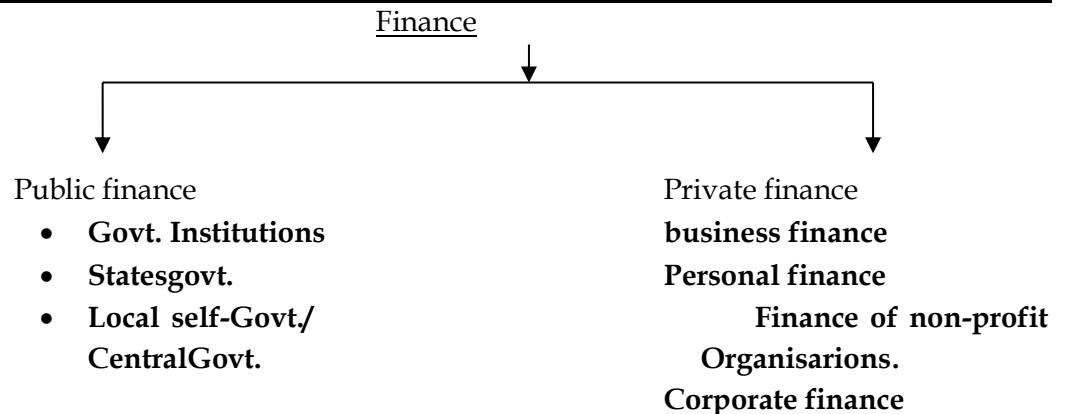 Finance
Public finance
• Govt. Institutions
• Statesgovt.
• Local self-Govt./
CentralGovt.
Private finance
business finance
Personal finance
Finance of non-profit
Organisarions.
Corporate finance